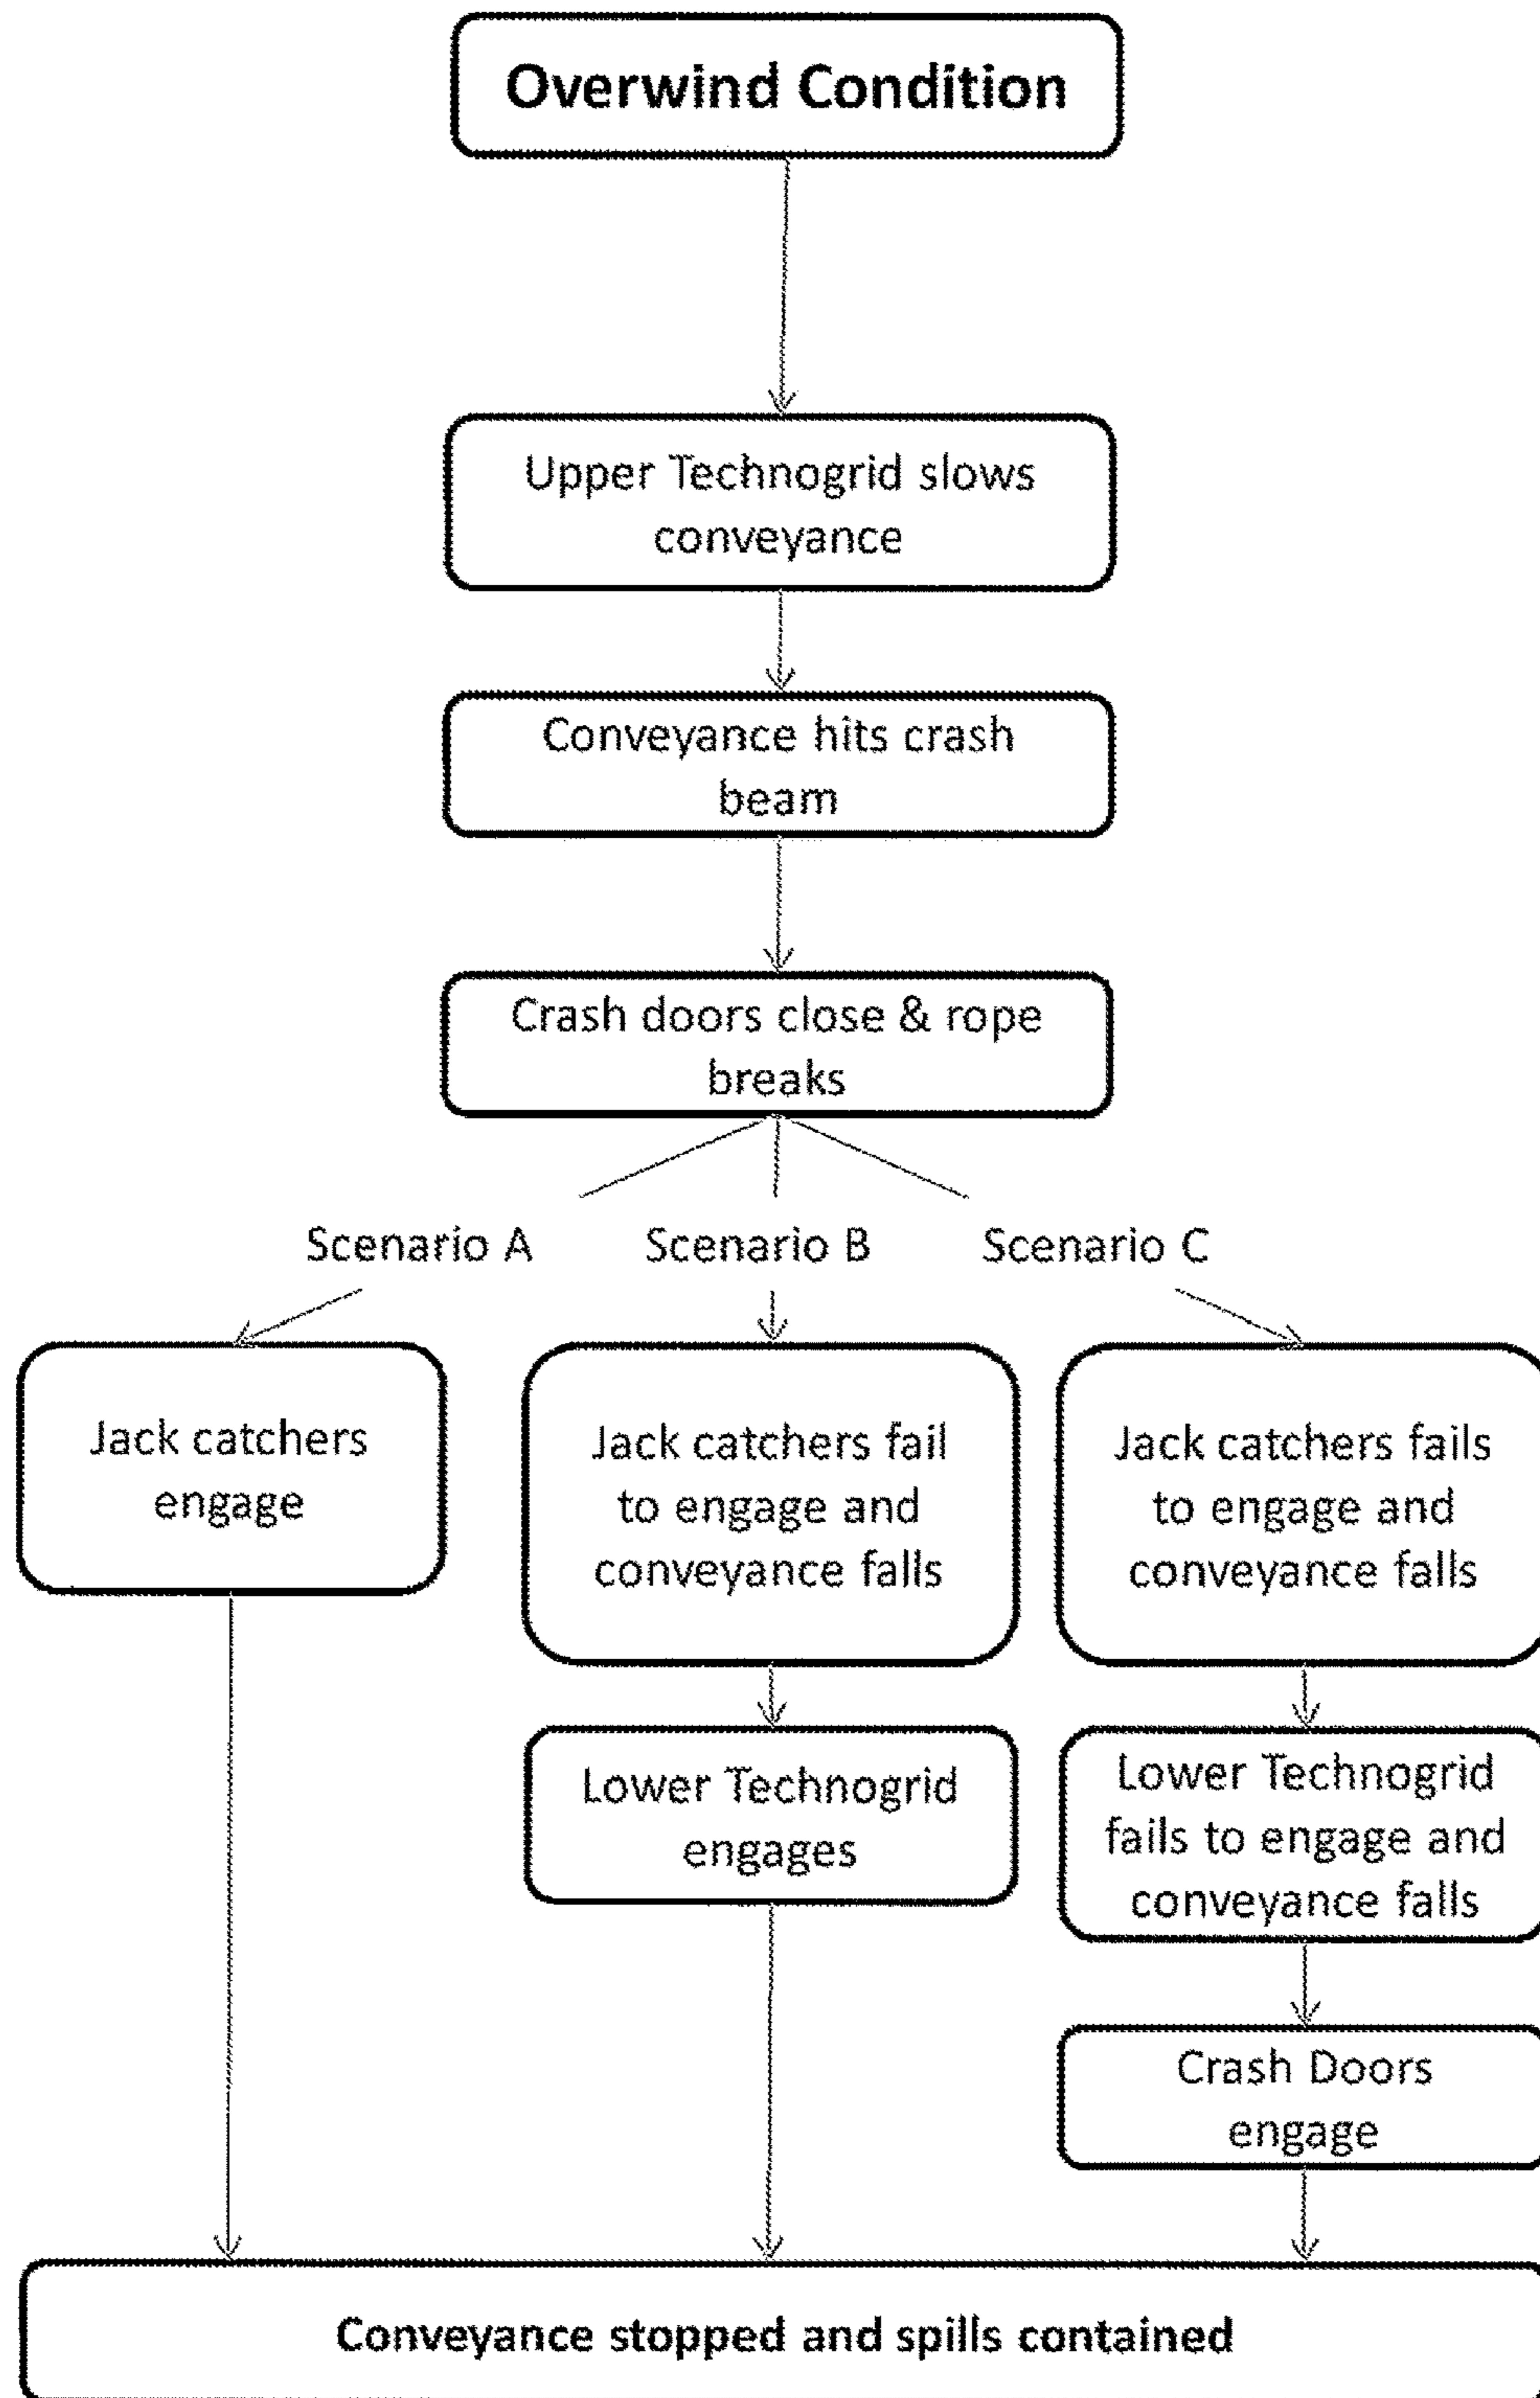 Overwind Condition
Upper Technogrid slows
conveyance
Conveyance hits crash
beam
Crash doors close & rope
breaks
Scenario A
Scenario B
Scenario C
Jack catchers
engage
Jack catchers fail
to engage and
conveyance falls
Jack catchers fails
to engage and
conveyance falls
Lower Technogrid
engages
Lower Technogrid
fails to engage and
conveyance falls
Crash Doors
engage
Conveyance stopped and spills contained